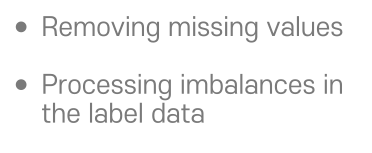 • Removing missing values
• Processing imbalances in
the label data